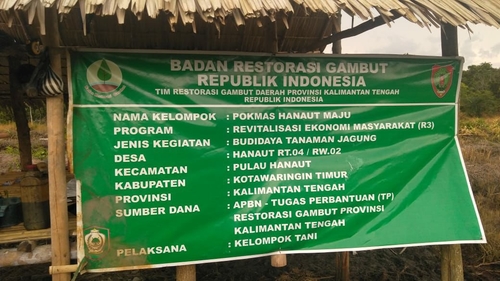 BADAN RESTORASI GAMBUT
REPUBLIK INDONESIA
TIM RESTORASI GAMBUT DAERAH PROVINSI KALIMANTAN TENGAH
REPUBLIK INDONESIA
NAMA KELOMPOK : POKMAS HANAUT MAJU
PROGRAM : REVITALISASI EKONOMI MASYARAKAT (R3)
JENIS KEGIATAN : BUDIDAYA TANAMAN JAGUNG
DESA : HANAUT RT.04 / RW.02
KECAMATAN : PULAU HANAUT
KABUPATEN : KOTAWARINGIN TIMUR
PROVINSI : KALIMANTAN TENGAH
SUMBER DANA : APBN - TUGAS PERBANTUAN (TP)
RESTORASI GAMBUT PROVINSI
KALIMANTAN TENGAH
PELAKSANA : KELOMPOK TANI